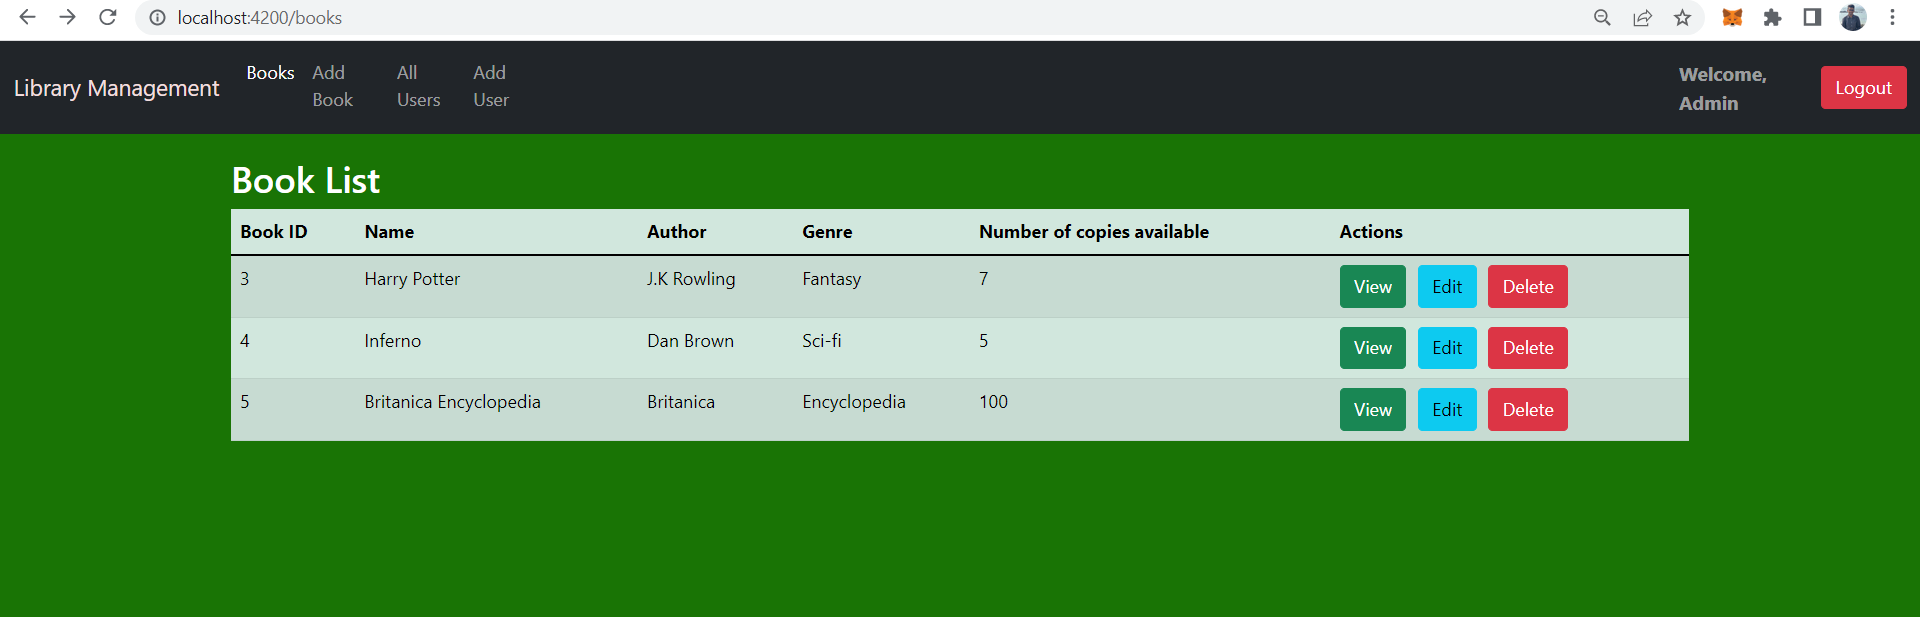 localhost:4200/books
Library Management Books Add Book All Users Add User Welcome, Admin Logout
Book List
Book ID Name Author Genre Number of copies available Actions
3 Harry Potter J.K Rowling Fantasy 7 View Edit Delete
4 Inferno Dan Brown Sci-fi 5 View Edit Delete
5 Britanica Encyclopedia Britanica Encyclopedia 100 View Edit Delete